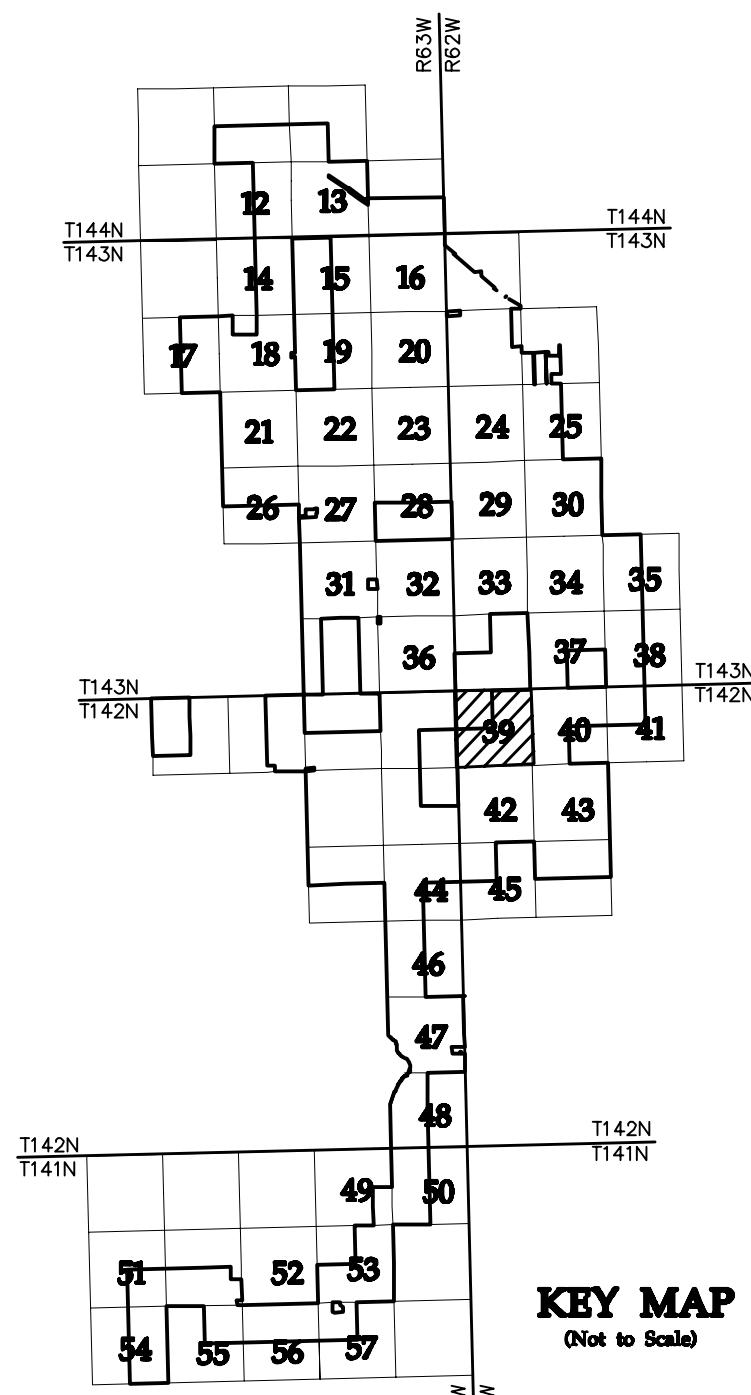 R63W
R62W
12 13
T144N T144N
T143N T143N
14 15 16
17 18 19 20
21 22 23 24 25
26 27 28 29 30
31 32 33 34 35
36 37 38
T143N T143N
T142N T142N
39 40 41
42 43
44 45
46
47
48
T142N T142N
T141N T141N
49 50
51 52 53
54 55 56 57
KEY MAP
(Not to Scale)
W
W